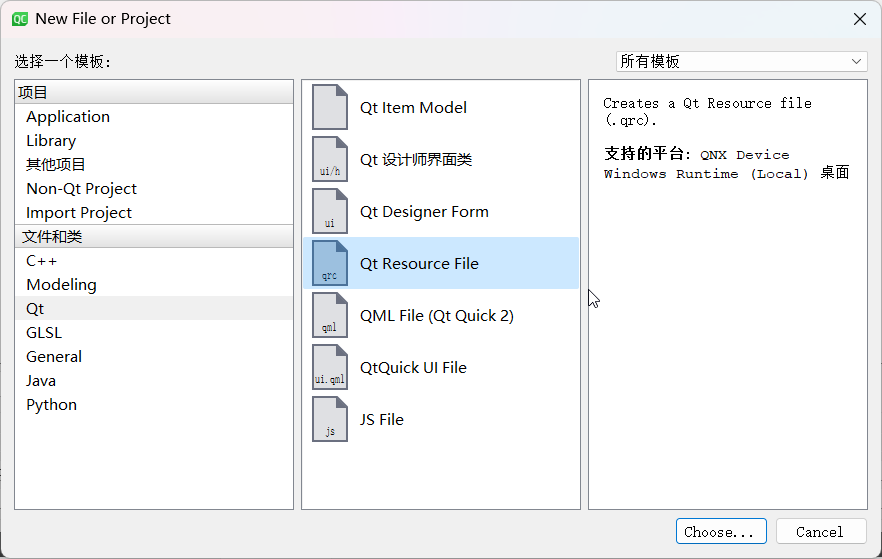 QC New File or Project
选择一个模板:
所有模板
项目
Application
Library
其他项目
Non-Qt Project
Import Project
文件和类
C++
Modeling
Qt
GLSL
General
Java
Python
Qt Item Model
ui/h
Qt 设计师界面类
ui
Qt Designer Form
qrc
Qt Resource File
qml
QML File (Qt Quick 2)
ui.qml
QtQuick UI File
js
JS File
Creates a Qt Resource file
(.qrc).
支持的平台: QNX Device
Windows Runtime (Local) 桌面
Choose...
Cancel